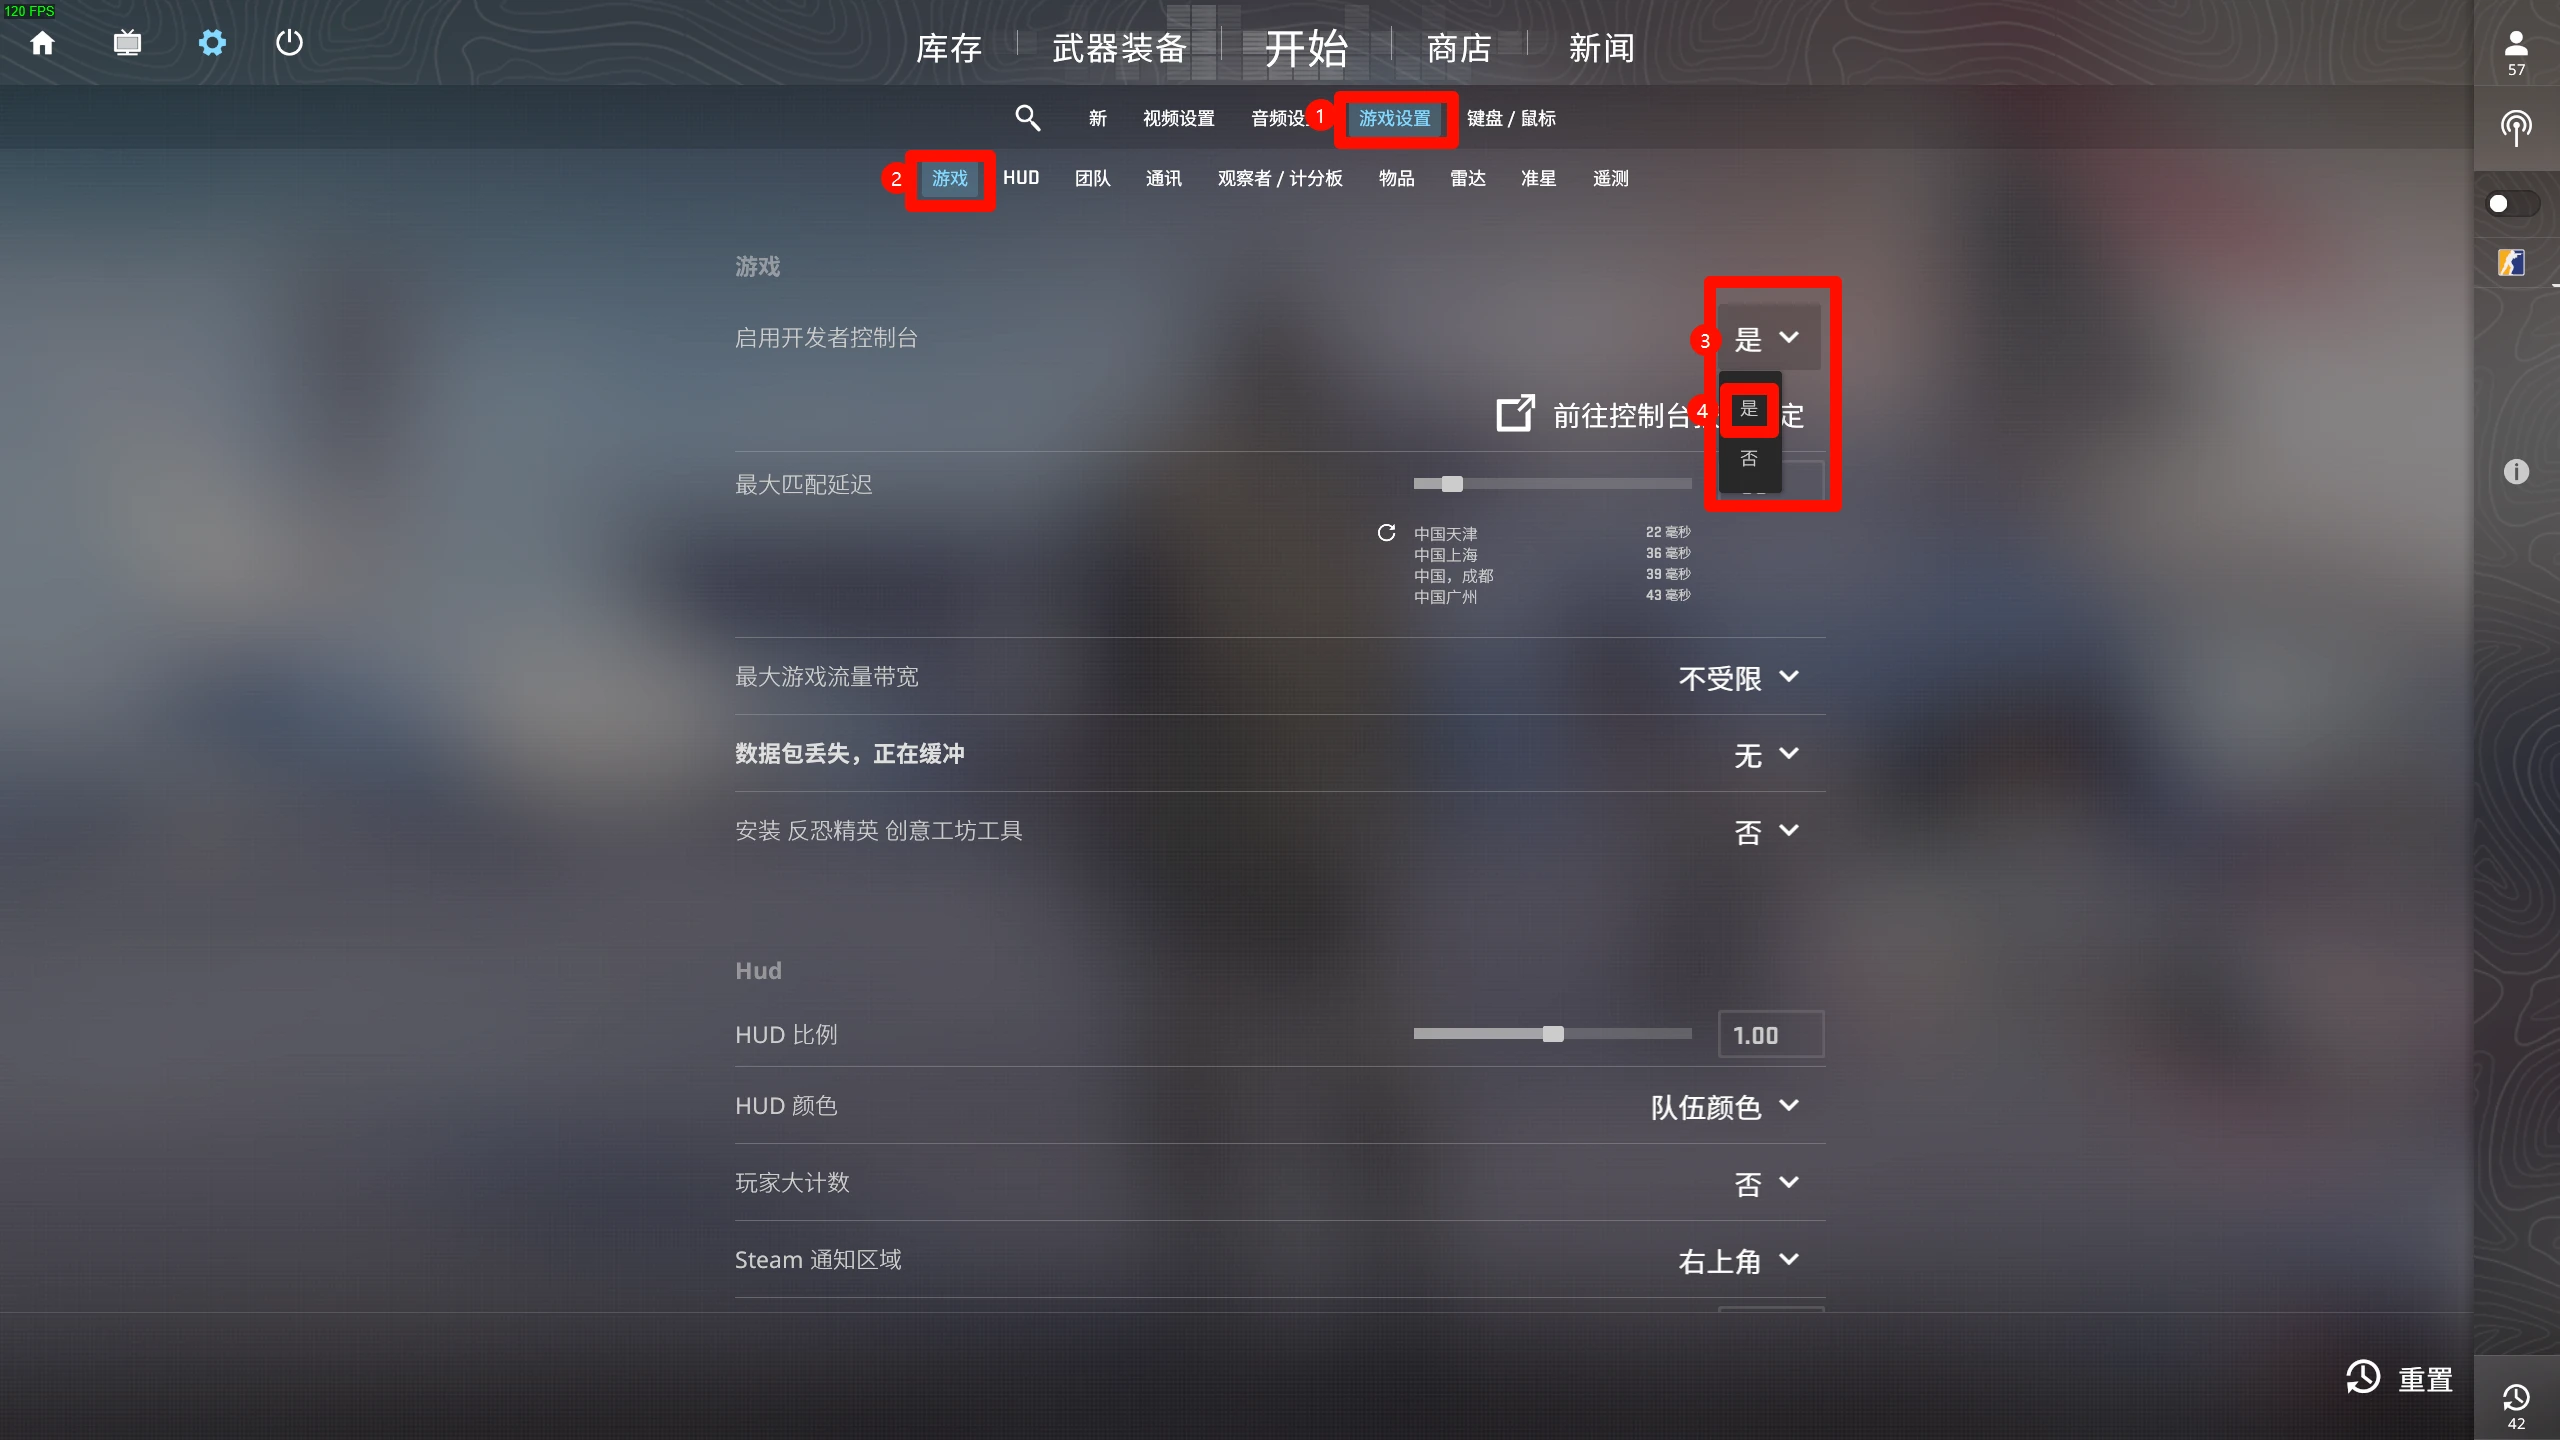 120 FPS
库存
武器装备
开始
商店
新闻
57
新
视频设置
音频设
1
游戏设置
键盘 / 鼠标
2
游戏
HUD
团队
通讯
观察者 / 计分板
物品
雷达
准星
遥测
游戏
启用开发者控制台
3
是
前往控制台
4
是
定
否
最大匹配延迟
中国天津 22 毫秒
中国上海 36 毫秒
中国，成都 39 毫秒
中国广州 43 毫秒
最大游戏流量带宽
不受限
数据包丢失，正在缓冲
无
安装 反恐精英 创意工坊工具
否
Hud
HUD 比例
1.00
HUD 颜色
队伍颜色
玩家大计数
否
Steam 通知区域
右上角
重置
42